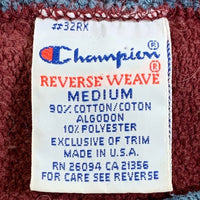 #32RK
Champion®
REVERSE WEAVE®
MEDIUM
90% COTTON/COTON
ALGODON
10% POLYESTER
EXCLUSIVE OF TRIM
MADE IN U.S.A.
RN 26094 CA 21356
FOR CARE SEE REVERSE